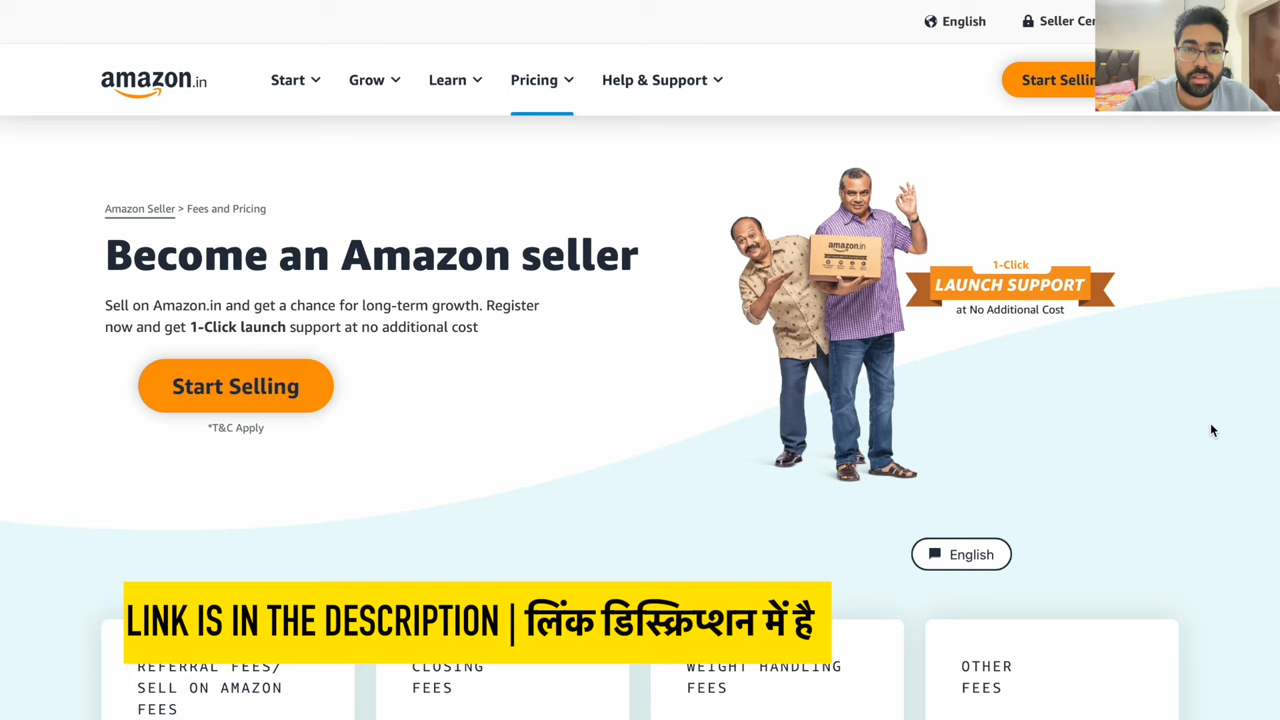 English
Seller Cen
amazon.in
Start
Grow
Learn
Pricing
Help & Support
Start Sellin
Amazon Seller > Fees and Pricing
Become an Amazon seller
Sell on Amazon.in and get a chance for long-term growth. Register
now and get 1-Click launch support at no additional cost
Start Selling
*T&C Apply
amazon.in
1-Click
LAUNCH SUPPORT
at No Additional Cost
English
LINK IS IN THE DESCRIPTION | लिंक डिस्क्रिप्शन में है
REFERRAL FEES/
SELL ON AMAZON
FEES
CLOSING
FEES
WEIGHT HANDLING
FEES
OTHER
FEES